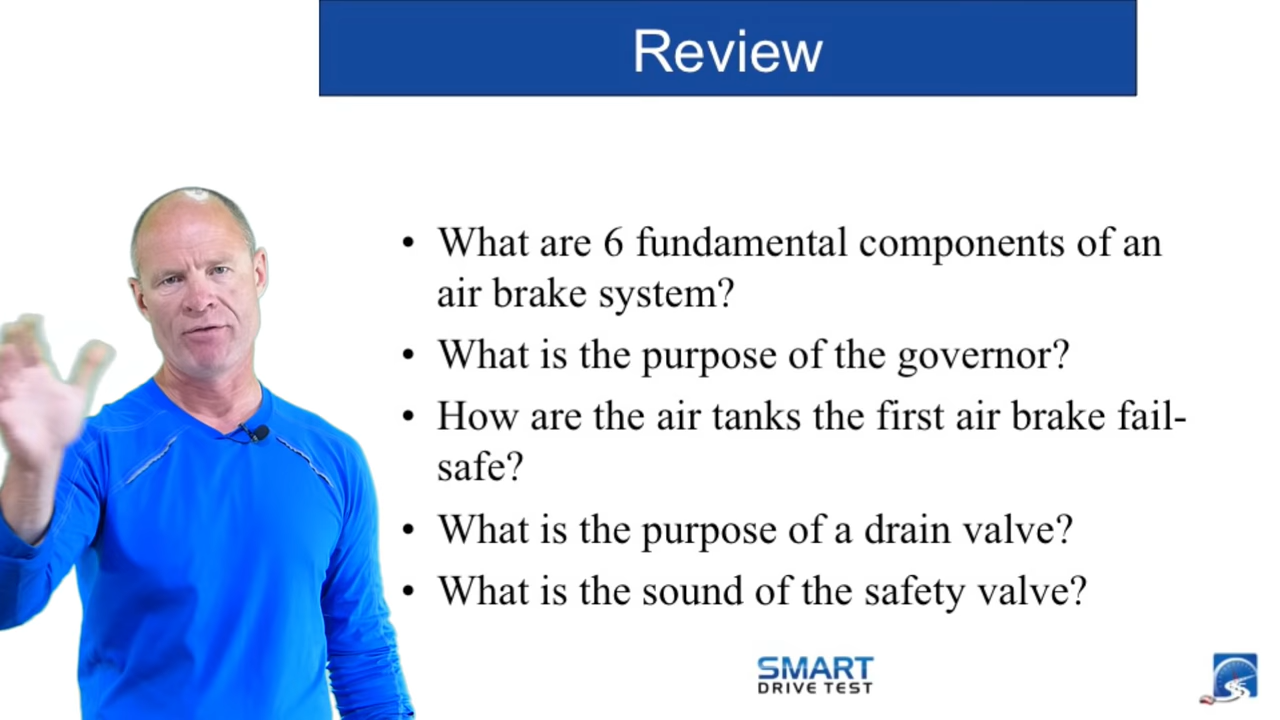 Review
• What are 6 fundamental components of an
air brake system?
• What is the purpose of the governor?
• How are the air tanks the first air brake fail-
safe?
• What is the purpose of a drain valve?
• What is the sound of the safety valve?
SMART
DRIVE TEST